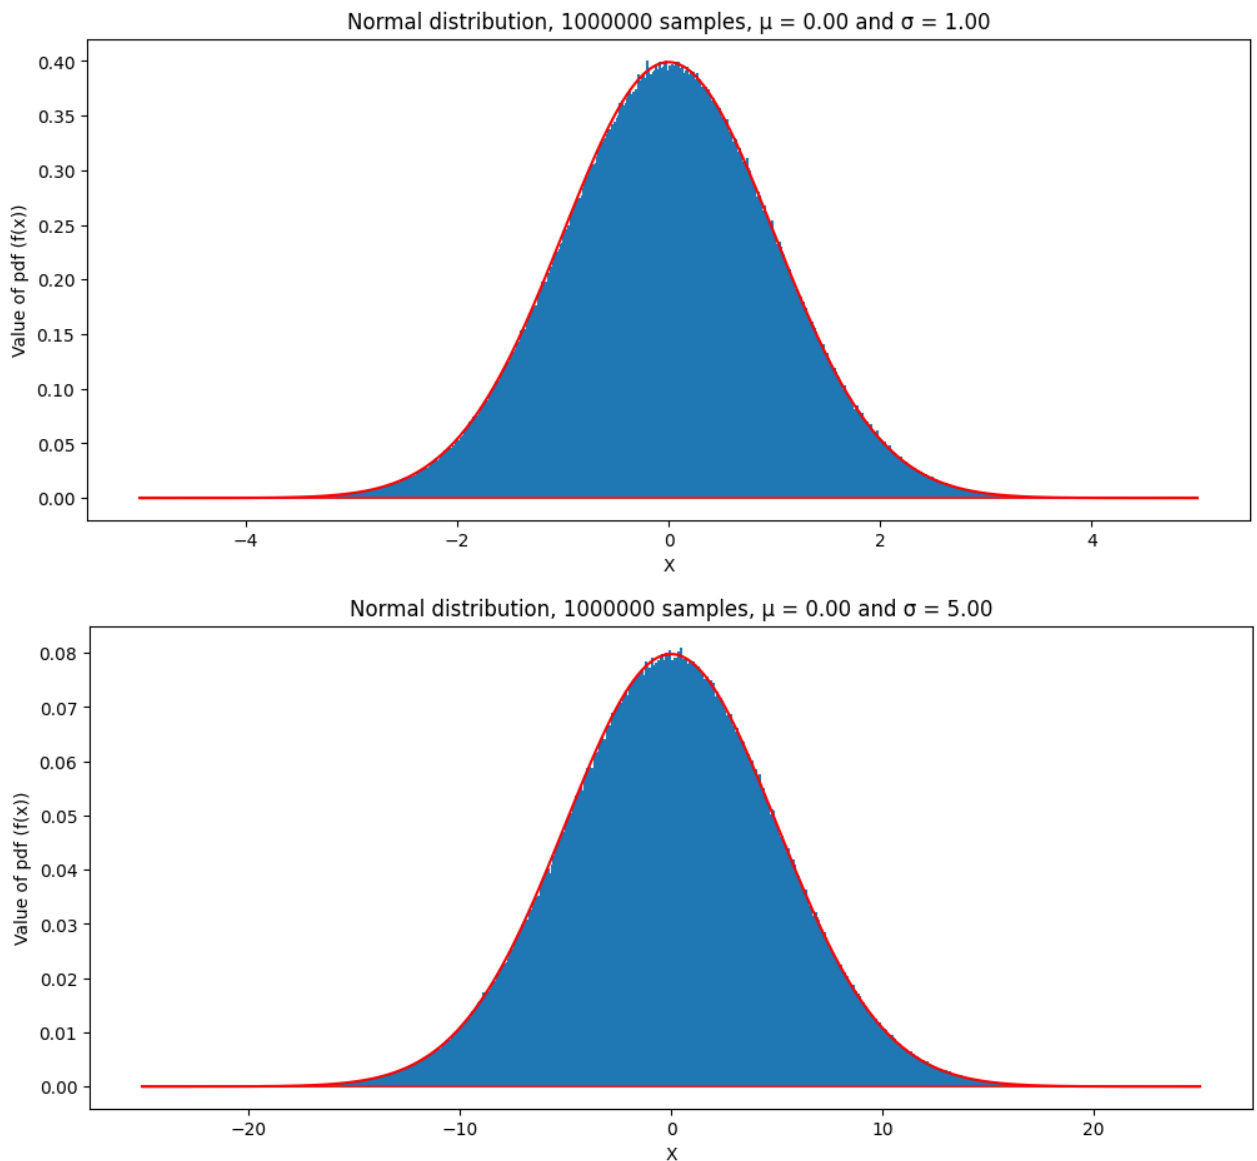 Normal distribution, 1000000 samples, μ = 0.00 and σ = 1.00
0.40
0.35
0.30
0.25
0.20
0.15
0.10
0.05
0.00
Value of pdf (f(x))
−4 −2 0 2 4
X
Normal distribution, 1000000 samples, μ = 0.00 and σ = 5.00
0.08
0.07
0.06
0.05
0.04
0.03
0.02
0.01
0.00
Value of pdf (f(x))
−20 −10 0 10 20
X